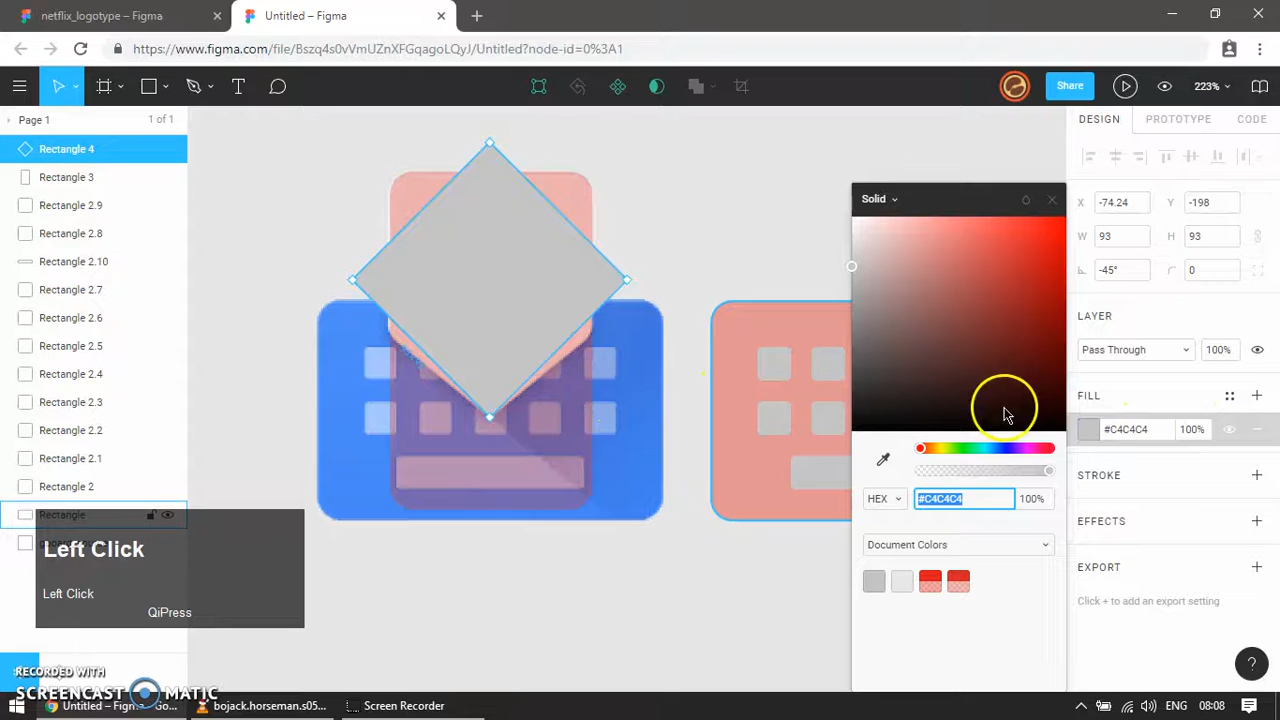 netflix_logotype – Figma
Untitled – Figma
https://www.figma.com/file/Bszq4s0vVmUZnXFGqagoLQyJ/Untitled?node-id=0%3A1
Share
223%
Page 1
1 of 1
DESIGN
PROTOTYPE
CODE
Rectangle 4
Rectangle 3
Rectangle 2.9
Rectangle 2.8
Rectangle 2.10
Rectangle 2.7
Rectangle 2.6
Rectangle 2.5
Rectangle 2.4
Rectangle 2.3
Rectangle 2.2
Rectangle 2.1
Rectangle 2
Rectangle
Solid
X -74.24 Y -198
W 93 H 93
-45° 0
LAYER
Pass Through 100%
FILL
#C4C4C4 100%
STROKE
EFFECTS
EXPORT
Click + to add an export setting
HEX #C4C4C4 100%
Document Colors
Left Click
Left Click
QiPress
RECORDED WITH
SCREENCAST MATIC
Untitled – Figma - Go...
bojack.horseman.s05...
Screen Recorder
ENG
08:08
?